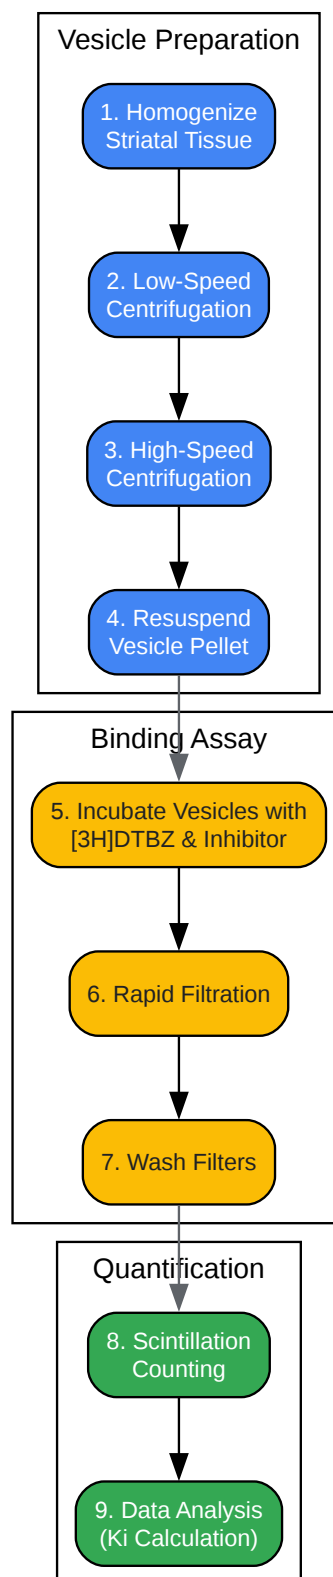 Vesicle Preparation
1. Homogenize
Striatal Tissue
2. Low-Speed
Centrifugation
3. High-Speed
Centrifugation
4. Resuspend
Vesicle Pellet
Binding Assay
5. Incubate Vesicles with
[3H]DTBZ & Inhibitor
6. Rapid Filtration
7. Wash Filters
Quantification
8. Scintillation
Counting
9. Data Analysis
(Ki Calculation)